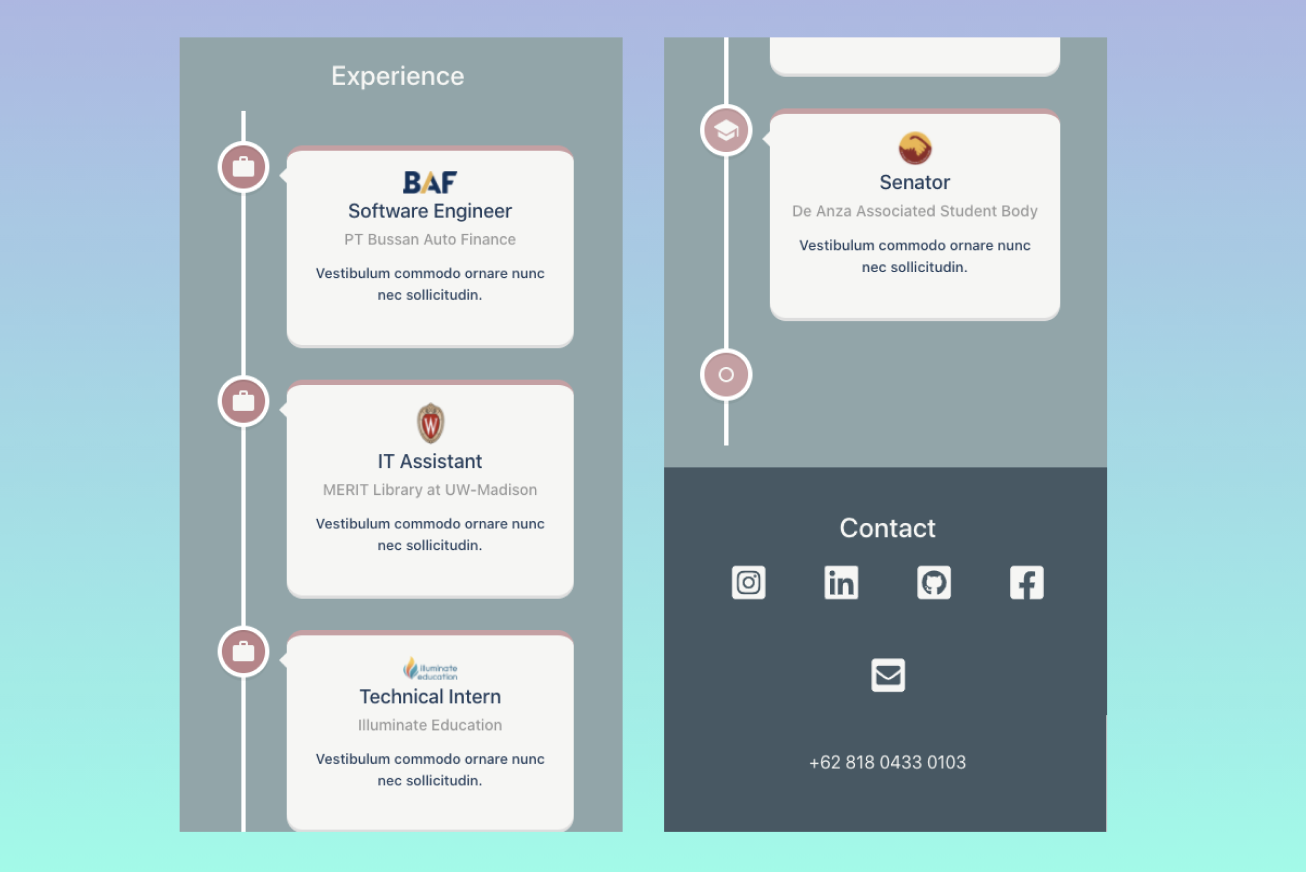 Experience
BAF
Software Engineer
PT Bussan Auto Finance
Vestibulum commodo ornare nunc
nec sollicitudin.
W
IT Assistant
MERIT Library at UW-Madison
Vestibulum commodo ornare nunc
nec sollicitudin.
illuminate
education
Technical Intern
Illuminate Education
Vestibulum commodo ornare nunc
nec sollicitudin.
Senator
De Anza Associated Student Body
Vestibulum commodo ornare nunc
nec sollicitudin.
Contact
in
f
+62 818 0433 0103